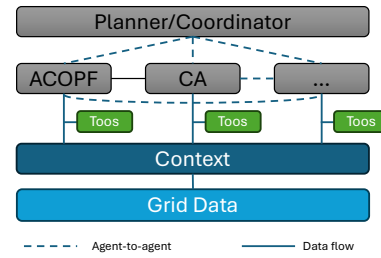 Planner/Coordinator
ACOPF CA ...
Toos Toos Toos
Context
Grid Data
Agent-to-agent Data flow